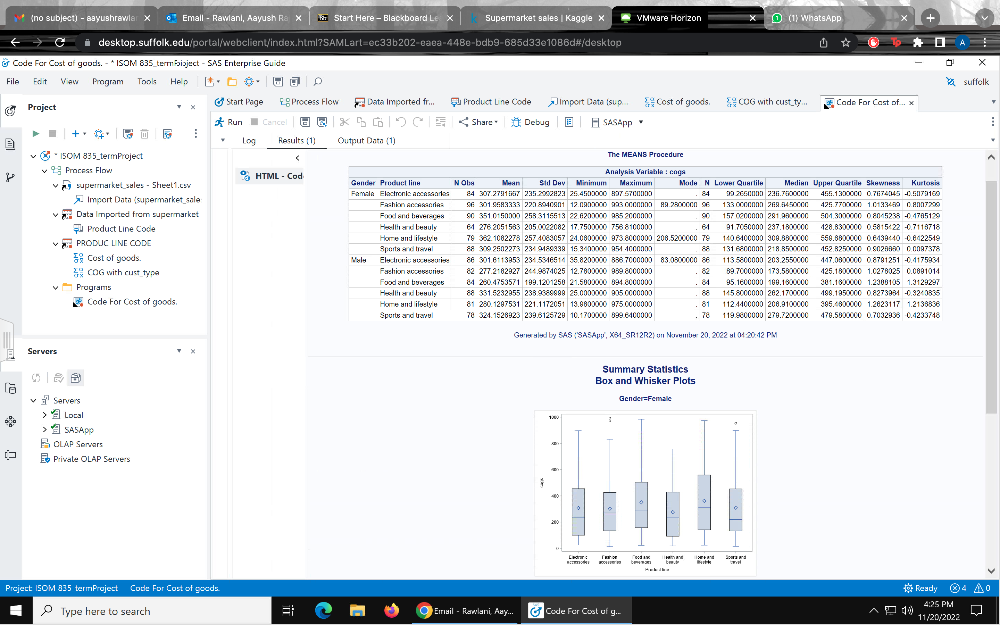 (no subject) - aayushrawlar
Email - Rawlani, Aayush Ra
Bb Start Here – Blackboard Le
Supermarket sales | Kaggle
VMware Horizon
(1) WhatsApp
desktop.suffolk.edu/portal/webclient/index.html?SAMLart=ec33b202-eaea-448e-bdb9-685d33e1086d#/desktop
Tp
A
Code For Cost of goods. - * ISOM 835_termProject - SAS Enterprise Guide
File Edit View Program Tools Help
suffolk
Project
* ISOM 835_termProject
Process Flow
supermarket_sales - Sheet1.csv
Import Data (supermarket_sales
Data Imported from supermarket_
Product Line Code
PRODUC LINE CODE
Cost of goods.
COG with cust_type
Programs
Code For Cost of goods.
Servers
Servers
Local
SASApp
OLAP Servers
Private OLAP Servers
Start Page Process Flow Data Imported fr... Product Line Code Import Data (sup... Cost of goods. COG with cust_ty... Code For Cost of...
Run Cancel Share Debug SASApp
Log Results (1) Output Data (1)
HTML - Code
The MEANS Procedure
Analysis Variable : cogs
Gender Product line N Obs Mean Std Dev Minimum Maximum Mode N Lower Quartile Median Upper Quartile Skewness Kurtosis
Female Electronic accessories 84 307.2791667 235.2992823 25.4500000 897.5700000 . 84 99.2650000 236.7600000 455.1300000 0.7674045 -0.5079169
Fashion accessories 96 301.9583333 220.8940901 12.0900000 993.0000000 89.2800000 96 133.0000000 269.6450000 425.7700000 1.0133469 0.8007299
Food and beverages 90 351.0150000 258.3115513 22.6200000 985.2000000 . 90 157.0200000 291.9600000 504.3000000 0.8045238 -0.4765129
Health and beauty 64 276.2051563 205.0022082 17.7500000 756.8100000 . 64 91.7050000 237.1800000 428.8300000 0.5815422 -0.7116718
Home and lifestyle 79 362.1082278 257.4083057 24.0600000 973.8000000 206.5200000 79 140.6400000 309.8800000 559.6800000 0.6439440 -0.6422549
Sports and travel 88 309.2502273 234.9489339 15.3400000 954.4000000 . 88 131.6800000 218.8500000 452.8250000 0.9026660 0.0097378
Male Electronic accessories 86 301.6113953 234.5346514 35.8200000 886.7000000 83.0800000 86 113.5800000 203.2550000 447.0600000 0.8791251 -0.4175934
Fashion accessories 82 277.2182927 244.9874025 12.7800000 989.8000000 . 82 89.7000000 173.5800000 425.1800000 1.0278025 0.0891014
Food and beverages 84 260.4753571 199.1201258 21.5800000 894.8000000 . 84 95.1600000 199.1600000 381.1600000 1.2388105 1.3129297
Health and beauty 88 331.5232955 238.9389999 25.0000000 905.0000000 . 88 145.8000000 262.1700000 499.1950000 0.8273964 -0.3240835
Home and lifestyle 81 280.1297531 221.1172051 13.9800000 975.0000000 . 81 112.4400000 206.9100000 395.4600000 1.2623117 1.2136836
Sports and travel 78 324.1526923 239.6125729 10.1700000 899.6400000 . 78 119.9800000 279.7200000 479.5800000 0.7032936 -0.4233748
Generated by SAS ('SASApp', X64_SR12R2) on November 20, 2022 at 04:20:42 PM
Summary Statistics
Box and Whisker Plots
Gender=Female
1000
800
600
400
200
0
cogs
Electronic accessories
Fashion accessories
Food and beverages
Health and beauty
Home and lifestyle
Sports and travel
Product line
Project: ISOM 835_termProject Code For Cost of goods.
Ready 4 0
Type here to search
Email - Rawlani, Aay...
Code For Cost of g...
4:25 PM
11/20/2022